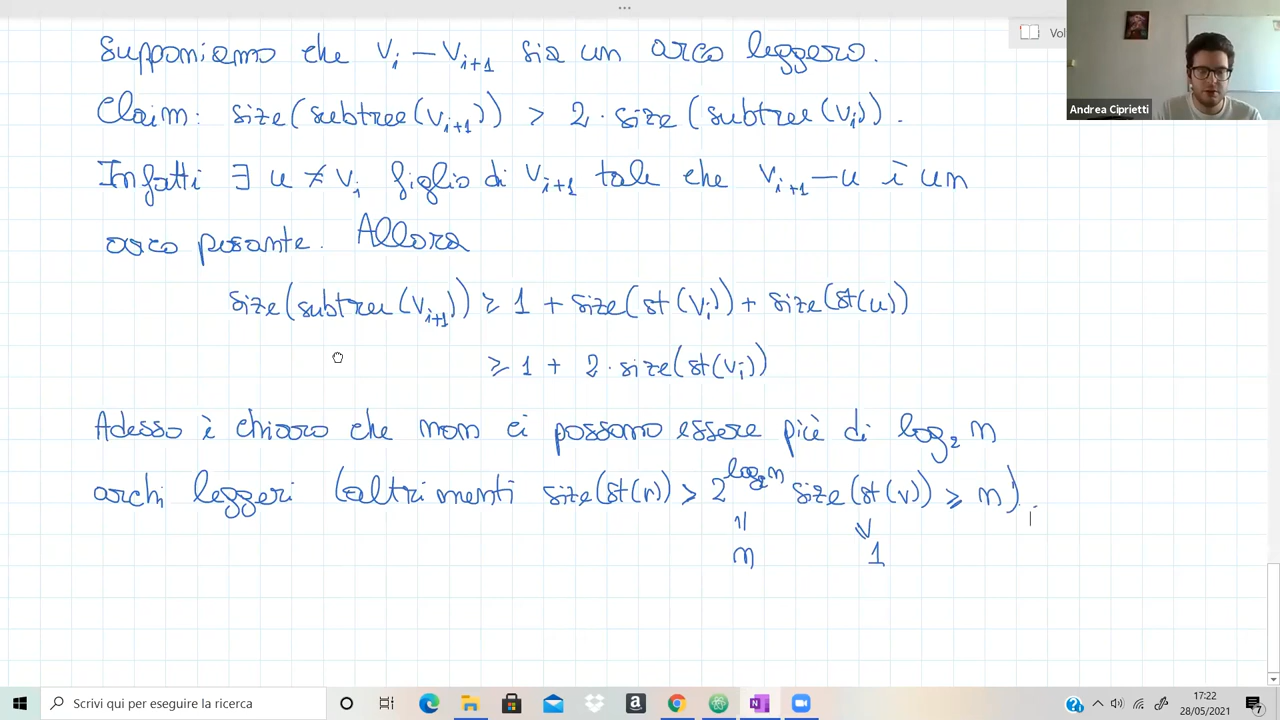 Supponiamo che v_i – v_{i+1} sia un arco leggero.
Claim: size(subtree(v_{i+1})) > 2 · size(subtree(v_i)).
Infatti ∃ u ≠ v_i figlio di v_{i+1} tale che v_{i+1} – u è un
arco pesante. Allora
size(subtree(v_{i+1})) ≥ 1 + size(st(v_i)) + size(st(u))
≥ 1 + 2 · size(st(v_i))
Adesso è chiaro che non ci possono essere più di log_2 n
archi leggeri (altrimenti size(st(r)) > 2^{log_2 n} size(st(v)) ≥ n).
n
1
Vol
Andrea Ciprietti
Scrivi qui per eseguire la ricerca
17:22
28/05/2021
7